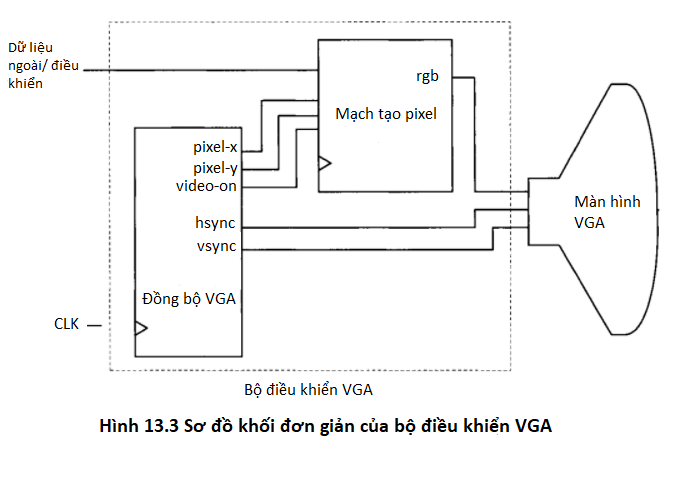 Dữ liệu
ngoài/ điều
khiển
rgb
Mạch tạo pixel
pixel-x
pixel-y
video-on
hsync
vsync
Đồng bộ VGA
CLK
Màn hình
VGA
Bộ điều khiển VGA
Hình 13.3 Sơ đồ khối đơn giản của bộ điều khiển VGA